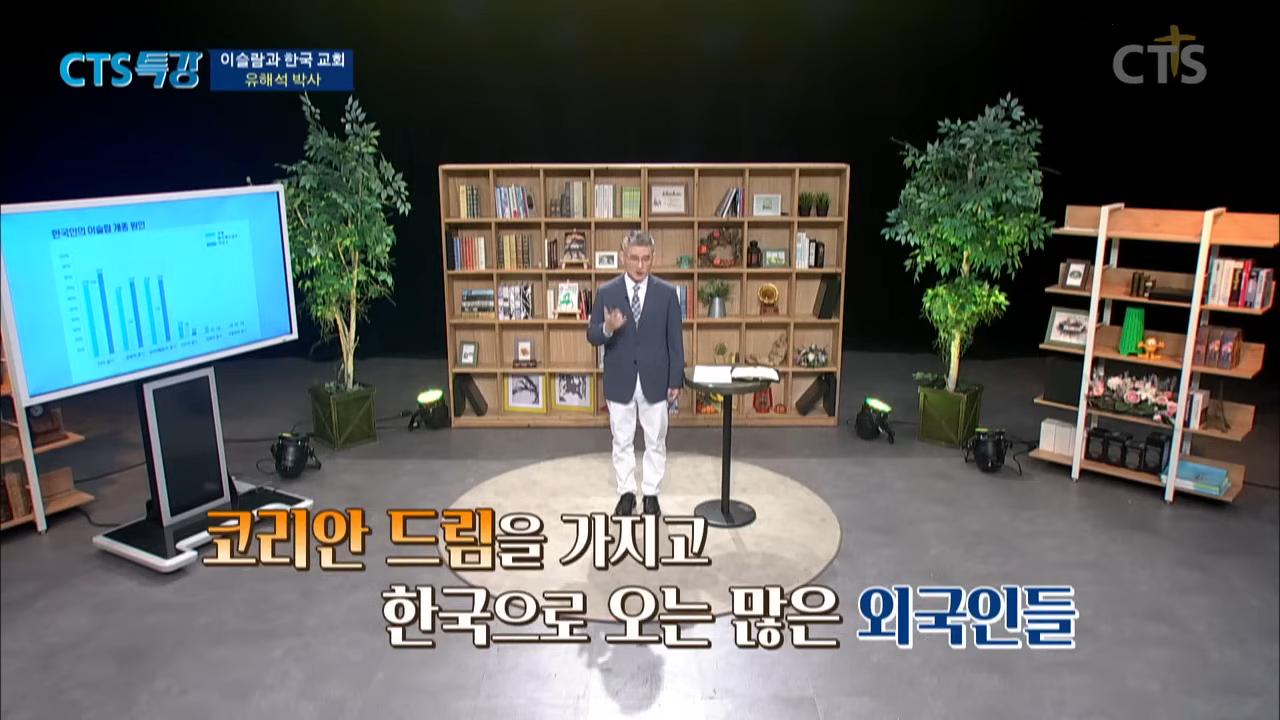 CTS특강
이슬람과 한국 교회
유해석 박사
CTS
한국인의 이슬람 개종 원인
코리안 드림을 가지고
한국으로 오는 많은 외국인들